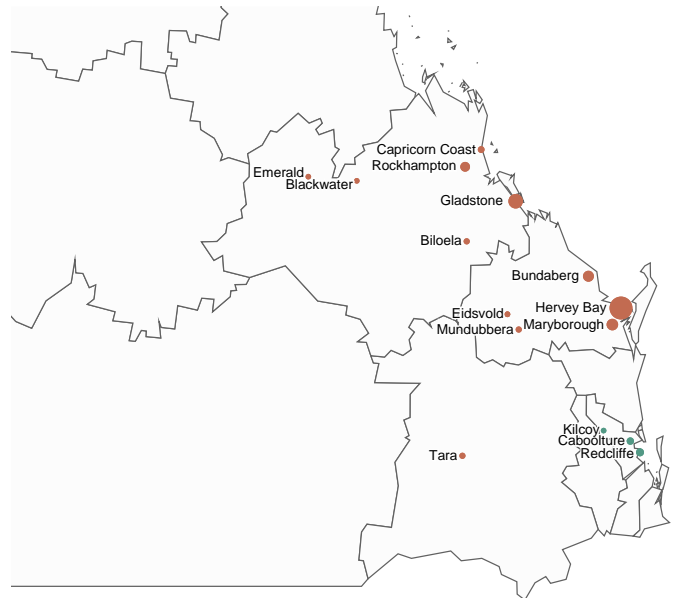 Capricorn Coast
Rockhampton
Emerald
Blackwater
Gladstone
Biloela
Bundaberg
Hervey Bay
Eidsvold
Maryborough
Mundubbera
Kilcoy
Caboolture
Redcliffe
Tara